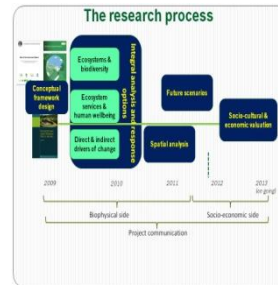 The research process
Ecosystems &
biodiversity
Ecosystem
services &
human wellbeing
Direct & indirect
drivers of change
Integral analysis and response
options
Conceptual
framework
design
Future scenarios
Spatial analysis
Socio-cultural &
economic valuation
2009
2010
2011
2012
2013
(on going)
Biophysical side
Socio-economic side
Project communication